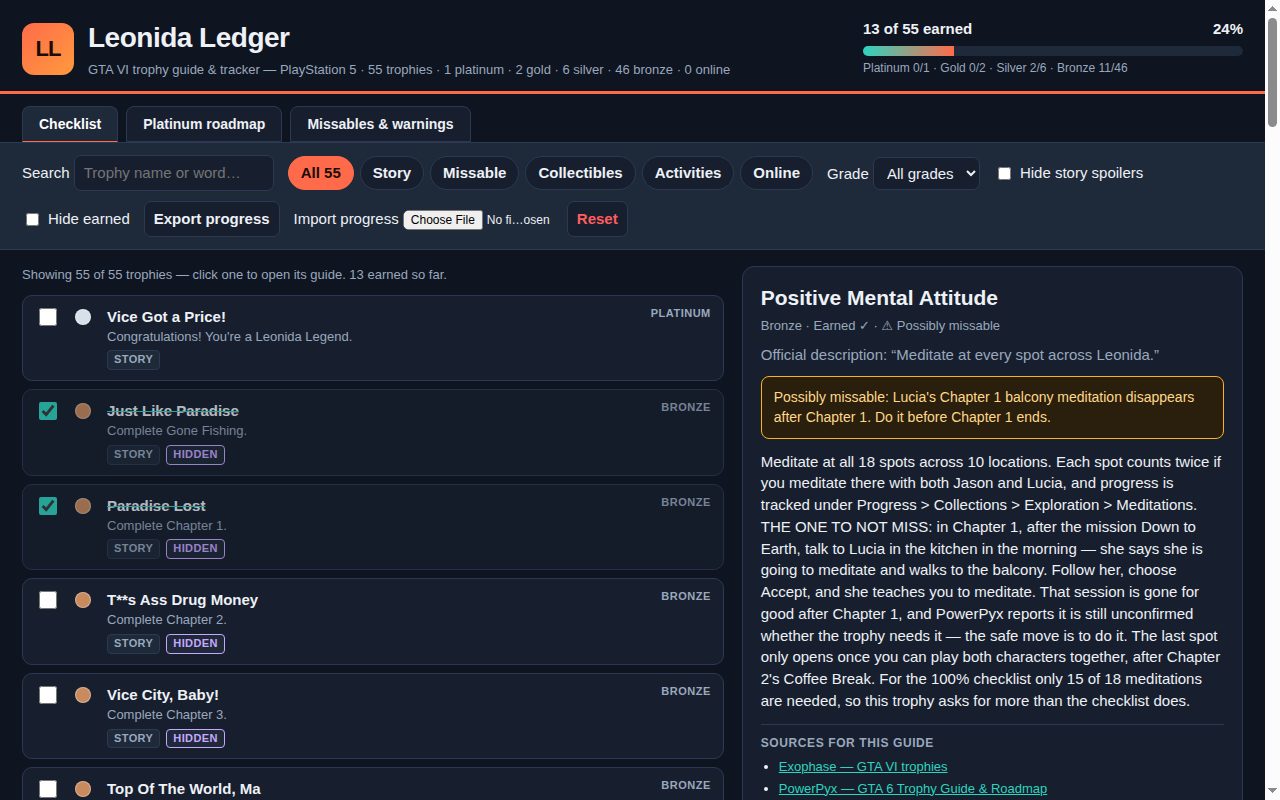 LL
Leonida Ledger
GTA VI trophy guide & tracker — PlayStation 5 · 55 trophies · 1 platinum · 2 gold · 6 silver · 46 bronze · 0 online
13 of 55 earned 24%
Platinum 0/1 · Gold 0/2 · Silver 2/6 · Bronze 11/46
Checklist Platinum roadmap Missables & warnings
Search Trophy name or word… All 55 Story Missable Collectibles Activities Online Grade All grades Hide story spoilers
Hide earned Export progress Import progress Choose File No fi…osen Reset
Showing 55 of 55 trophies — click one to open its guide. 13 earned so far.
Vice Got a Price! PLATINUM
Congratulations! You're a Leonida Legend.
STORY
Just Like Paradise BRONZE
Complete Gone Fishing.
STORY HIDDEN
Paradise Lost BRONZE
Complete Chapter 1.
STORY HIDDEN
T**s Ass Drug Money BRONZE
Complete Chapter 2.
STORY HIDDEN
Vice City, Baby! BRONZE
Complete Chapter 3.
STORY HIDDEN
Top Of The World, Ma BRONZE
Positive Mental Attitude
Bronze · Earned ✓ · ⚠ Possibly missable
Official description: “Meditate at every spot across Leonida.”
Possibly missable: Lucia's Chapter 1 balcony meditation disappears
after Chapter 1. Do it before Chapter 1 ends.
Meditate at all 18 spots across 10 locations. Each spot counts twice if
you meditate there with both Jason and Lucia, and progress is
tracked under Progress > Collections > Exploration > Meditations.
THE ONE TO NOT MISS: in Chapter 1, after the mission Down to
Earth, talk to Lucia in the kitchen in the morning — she says she is
going to meditate and walks to the balcony. Follow her, choose
Accept, and she teaches you to meditate. That session is gone for
good after Chapter 1, and PowerPyx reports it is still unconfirmed
whether the trophy needs it — the safe move is to do it. The last spot
only opens once you can play both characters together, after Chapter
2's Coffee Break. For the 100% checklist only 15 of 18 meditations
are needed, so this trophy asks for more than the checklist does.
SOURCES FOR THIS GUIDE
Exophase — GTA VI trophies
PowerPyx — GTA 6 Trophy Guide & Roadmap